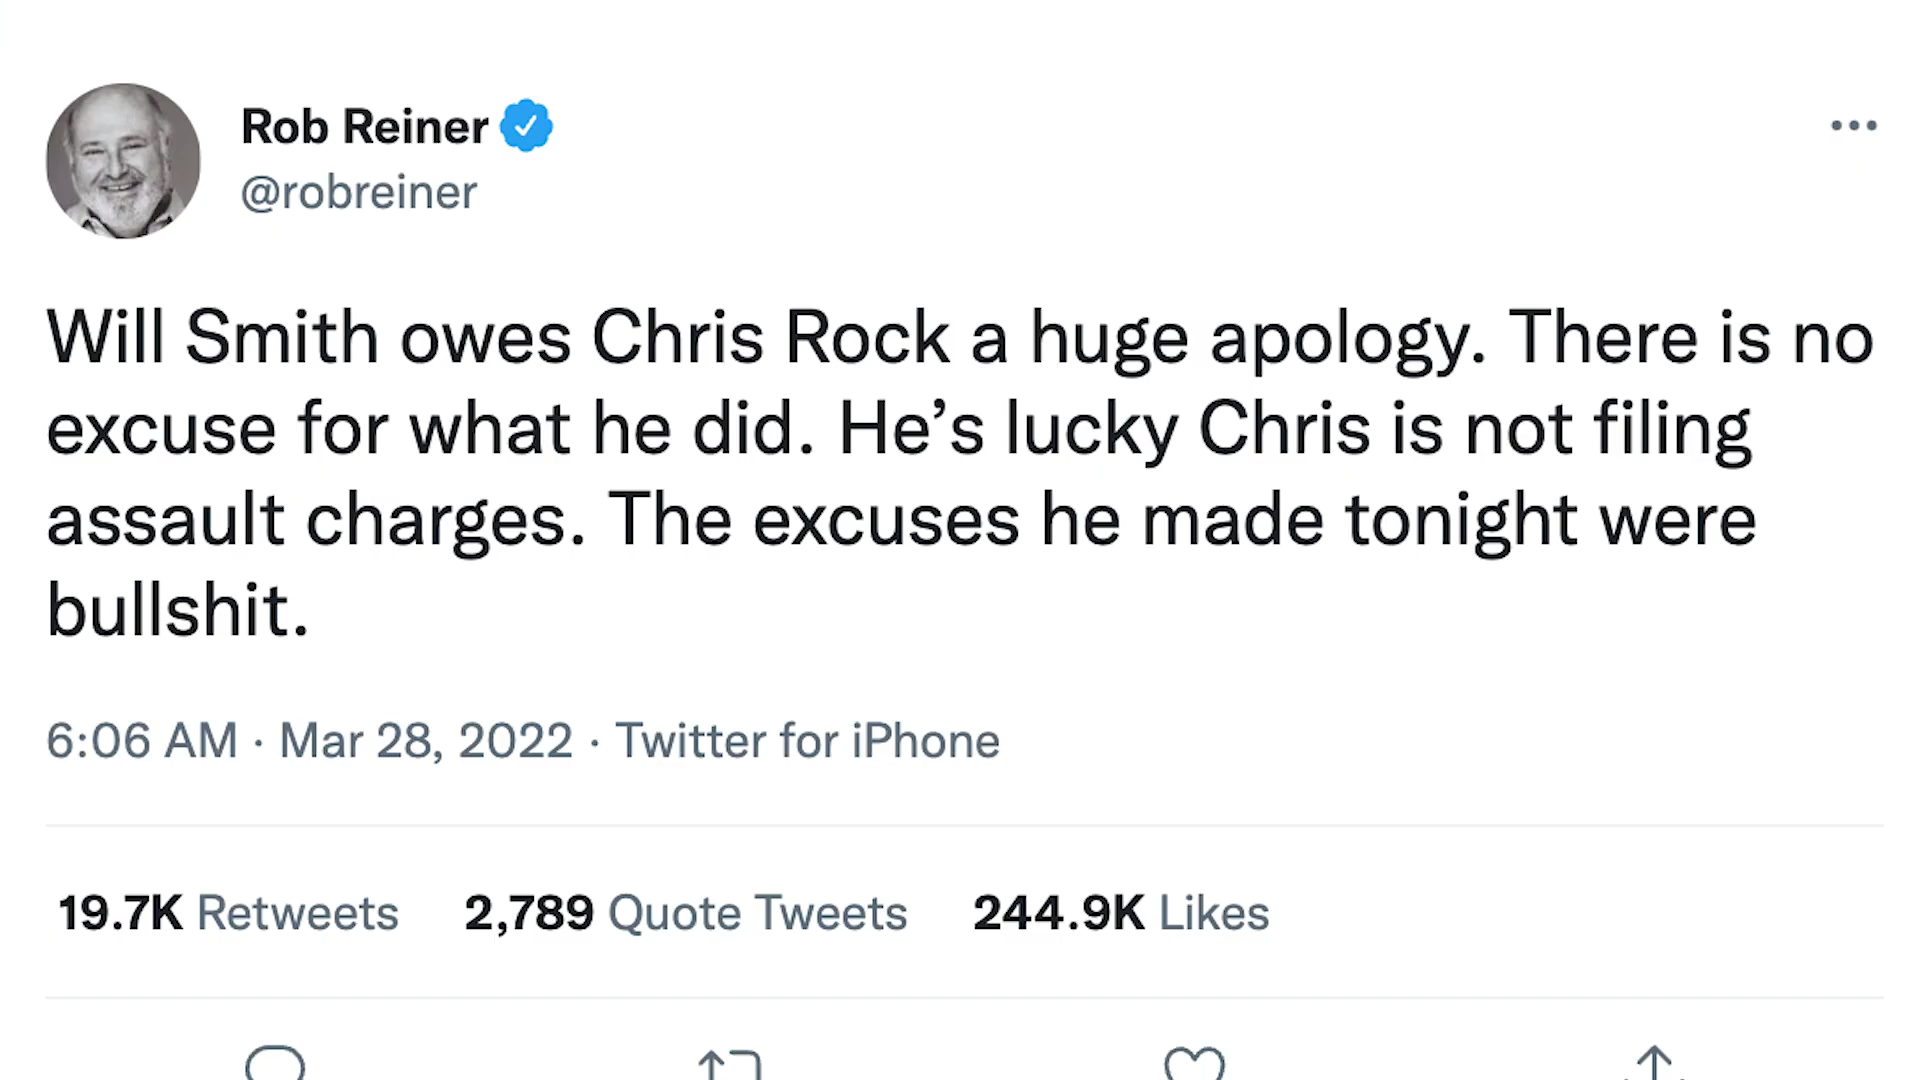 Rob Reiner
@robreiner
Will Smith owes Chris Rock a huge apology. There is no
excuse for what he did. He’s lucky Chris is not filing
assault charges. The excuses he made tonight were
bullshit.
6:06 AM · Mar 28, 2022 · Twitter for iPhone
19.7K Retweets 2,789 Quote Tweets 244.9K Likes